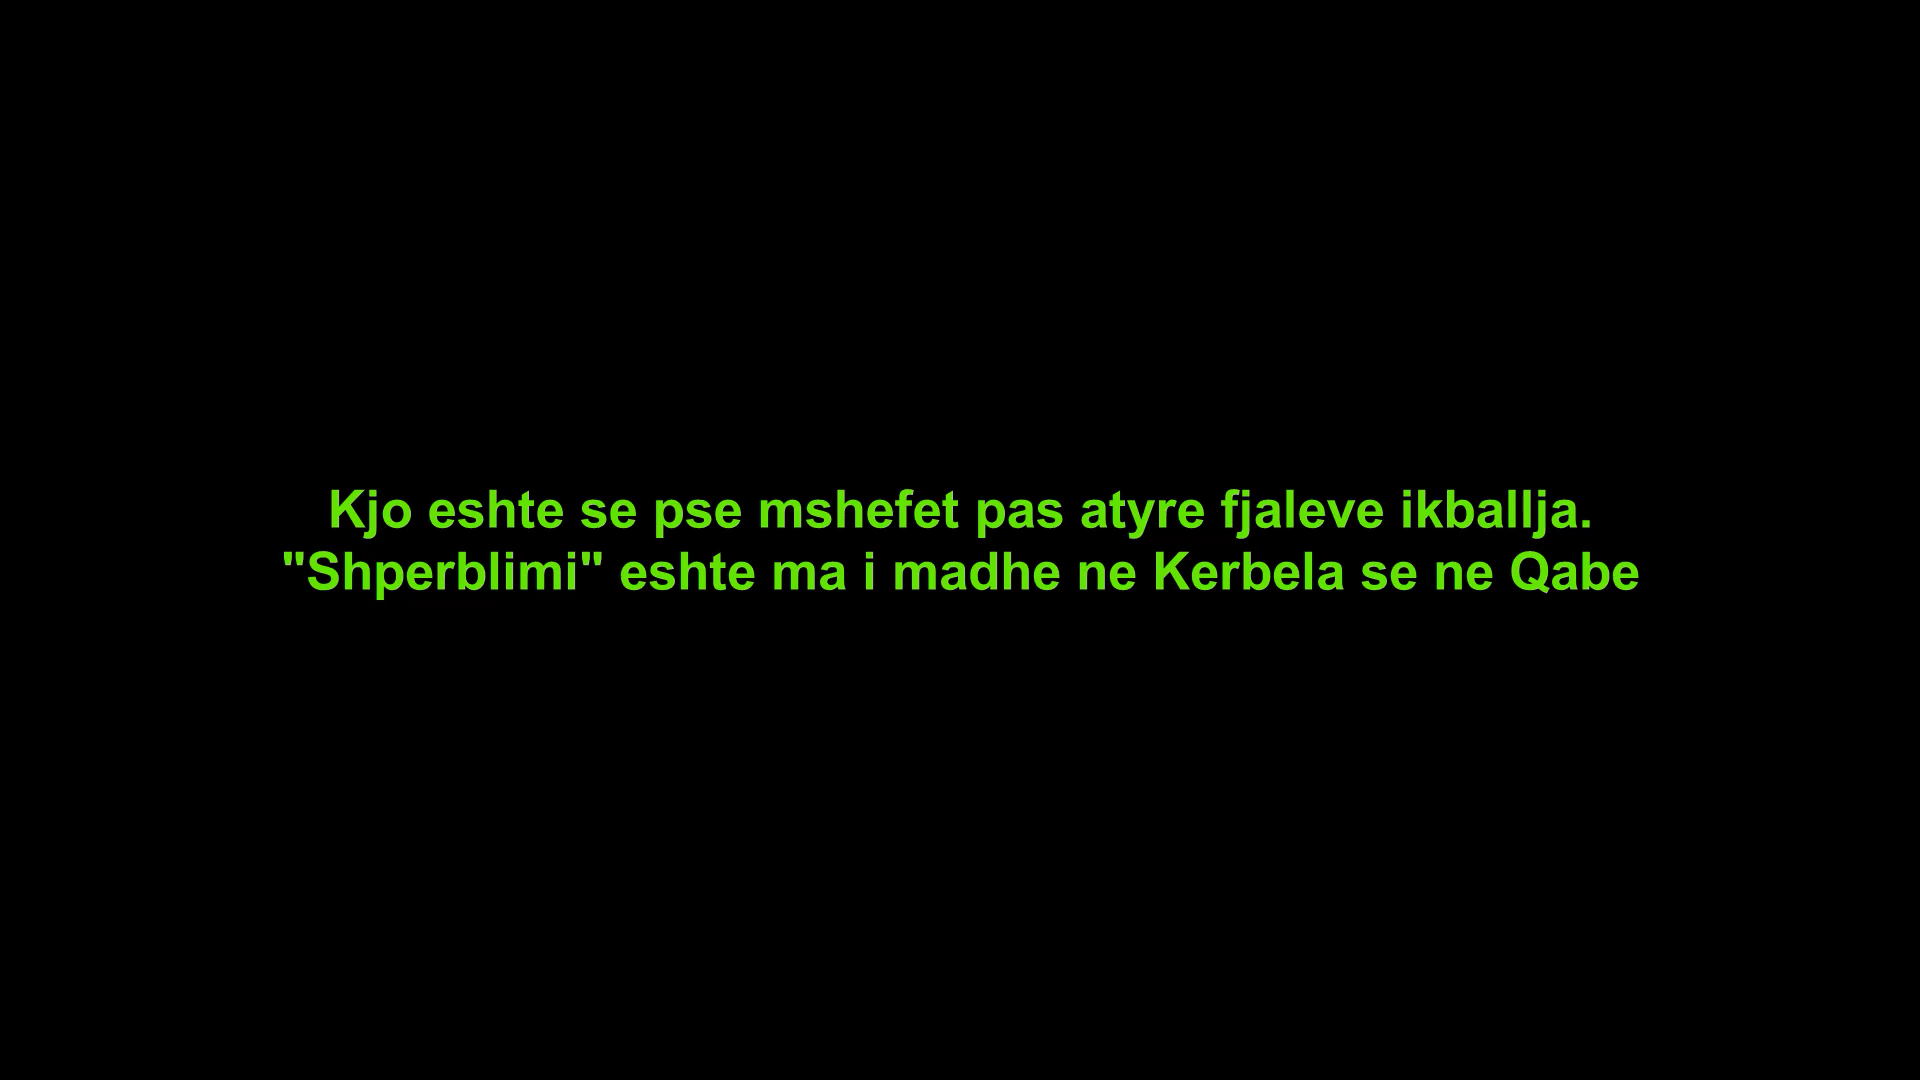 Kjo eshte se pse mshefet pas atyre fjaleve ikballja.
"Shperblimi" eshte ma i madhe ne Kerbela se ne Qabe